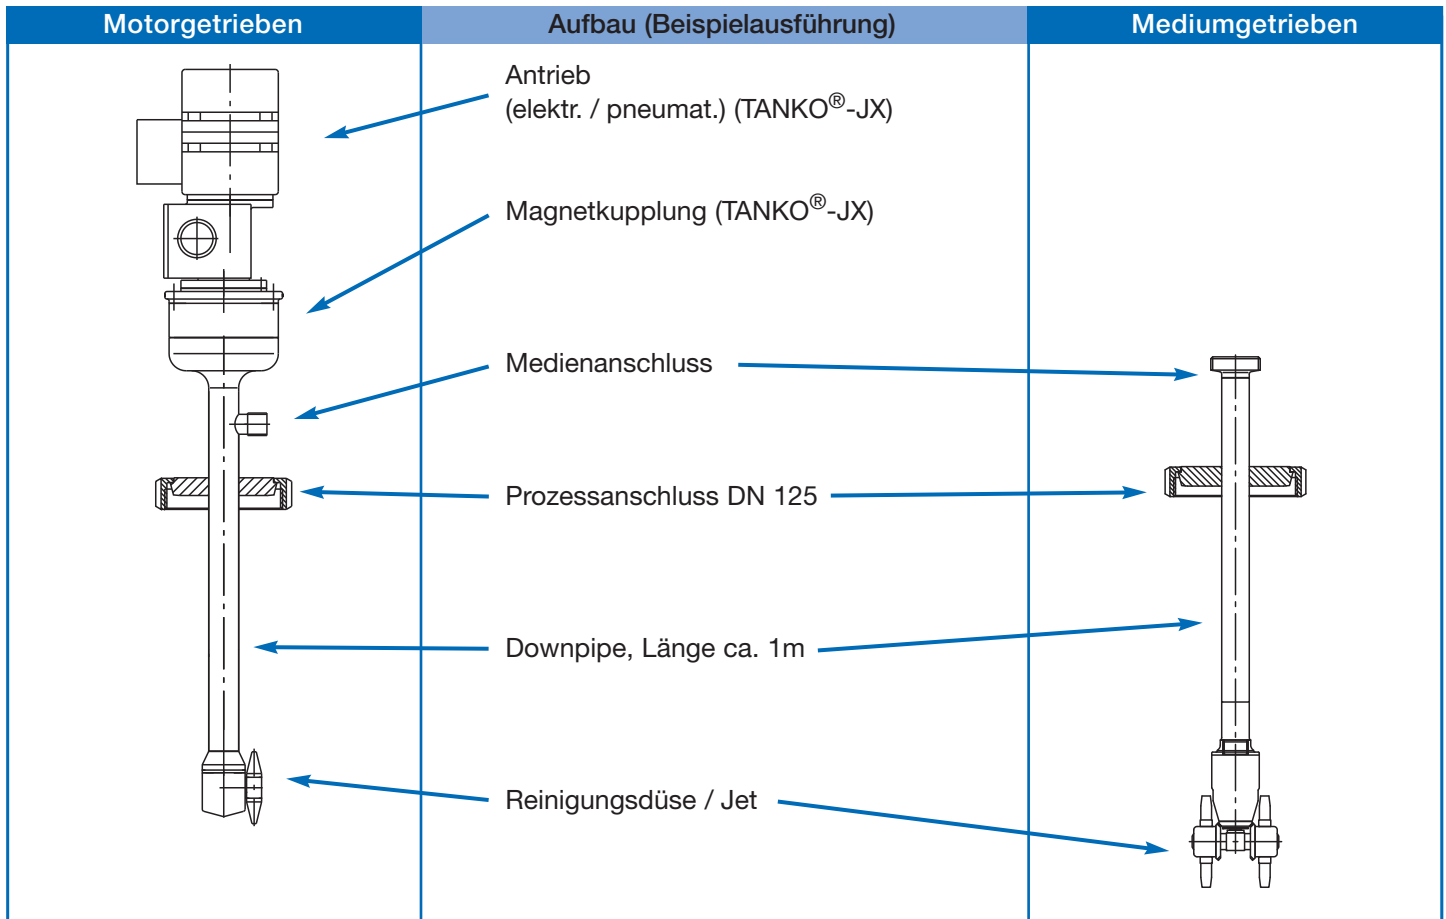 Motorgetrieben
Aufbau (Beispielausführung)
Mediumgetrieben
Antrieb
(elektr. / pneumat.) (TANKO®-JX)
Magnetkupplung (TANKO®-JX)
Medienanschluss
Prozessanschluss DN 125
Downpipe, Länge ca. 1m
Reinigungsdüse / Jet